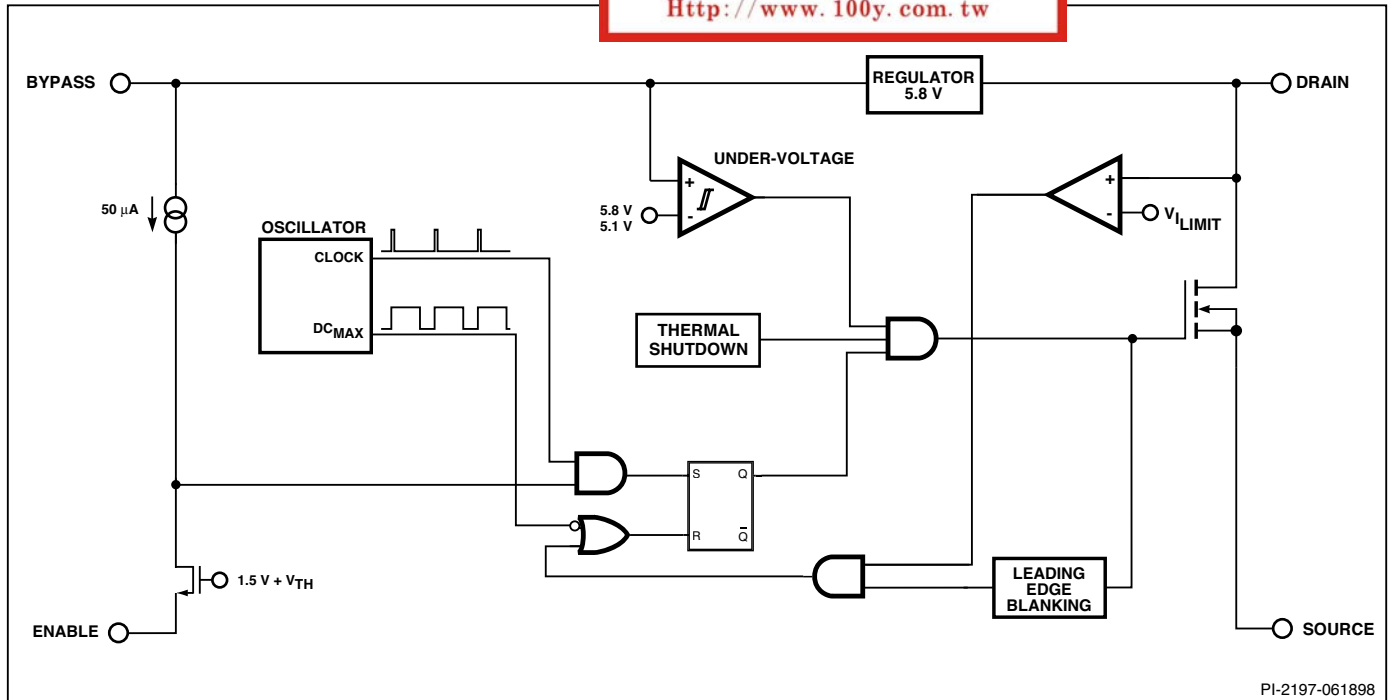 Http://www.100y.com.tw
BYPASS
REGULATOR
5.8 V
DRAIN
UNDER-VOLTAGE
+
-
5.8 V
5.1 V
+
-
VILIMIT
50 µA
OSCILLATOR
CLOCK
DCMAX
THERMAL
SHUTDOWN
S
Q
R
Q̅
1.5 V + VTH
LEADING
EDGE
BLANKING
ENABLE
SOURCE
PI-2197-061898